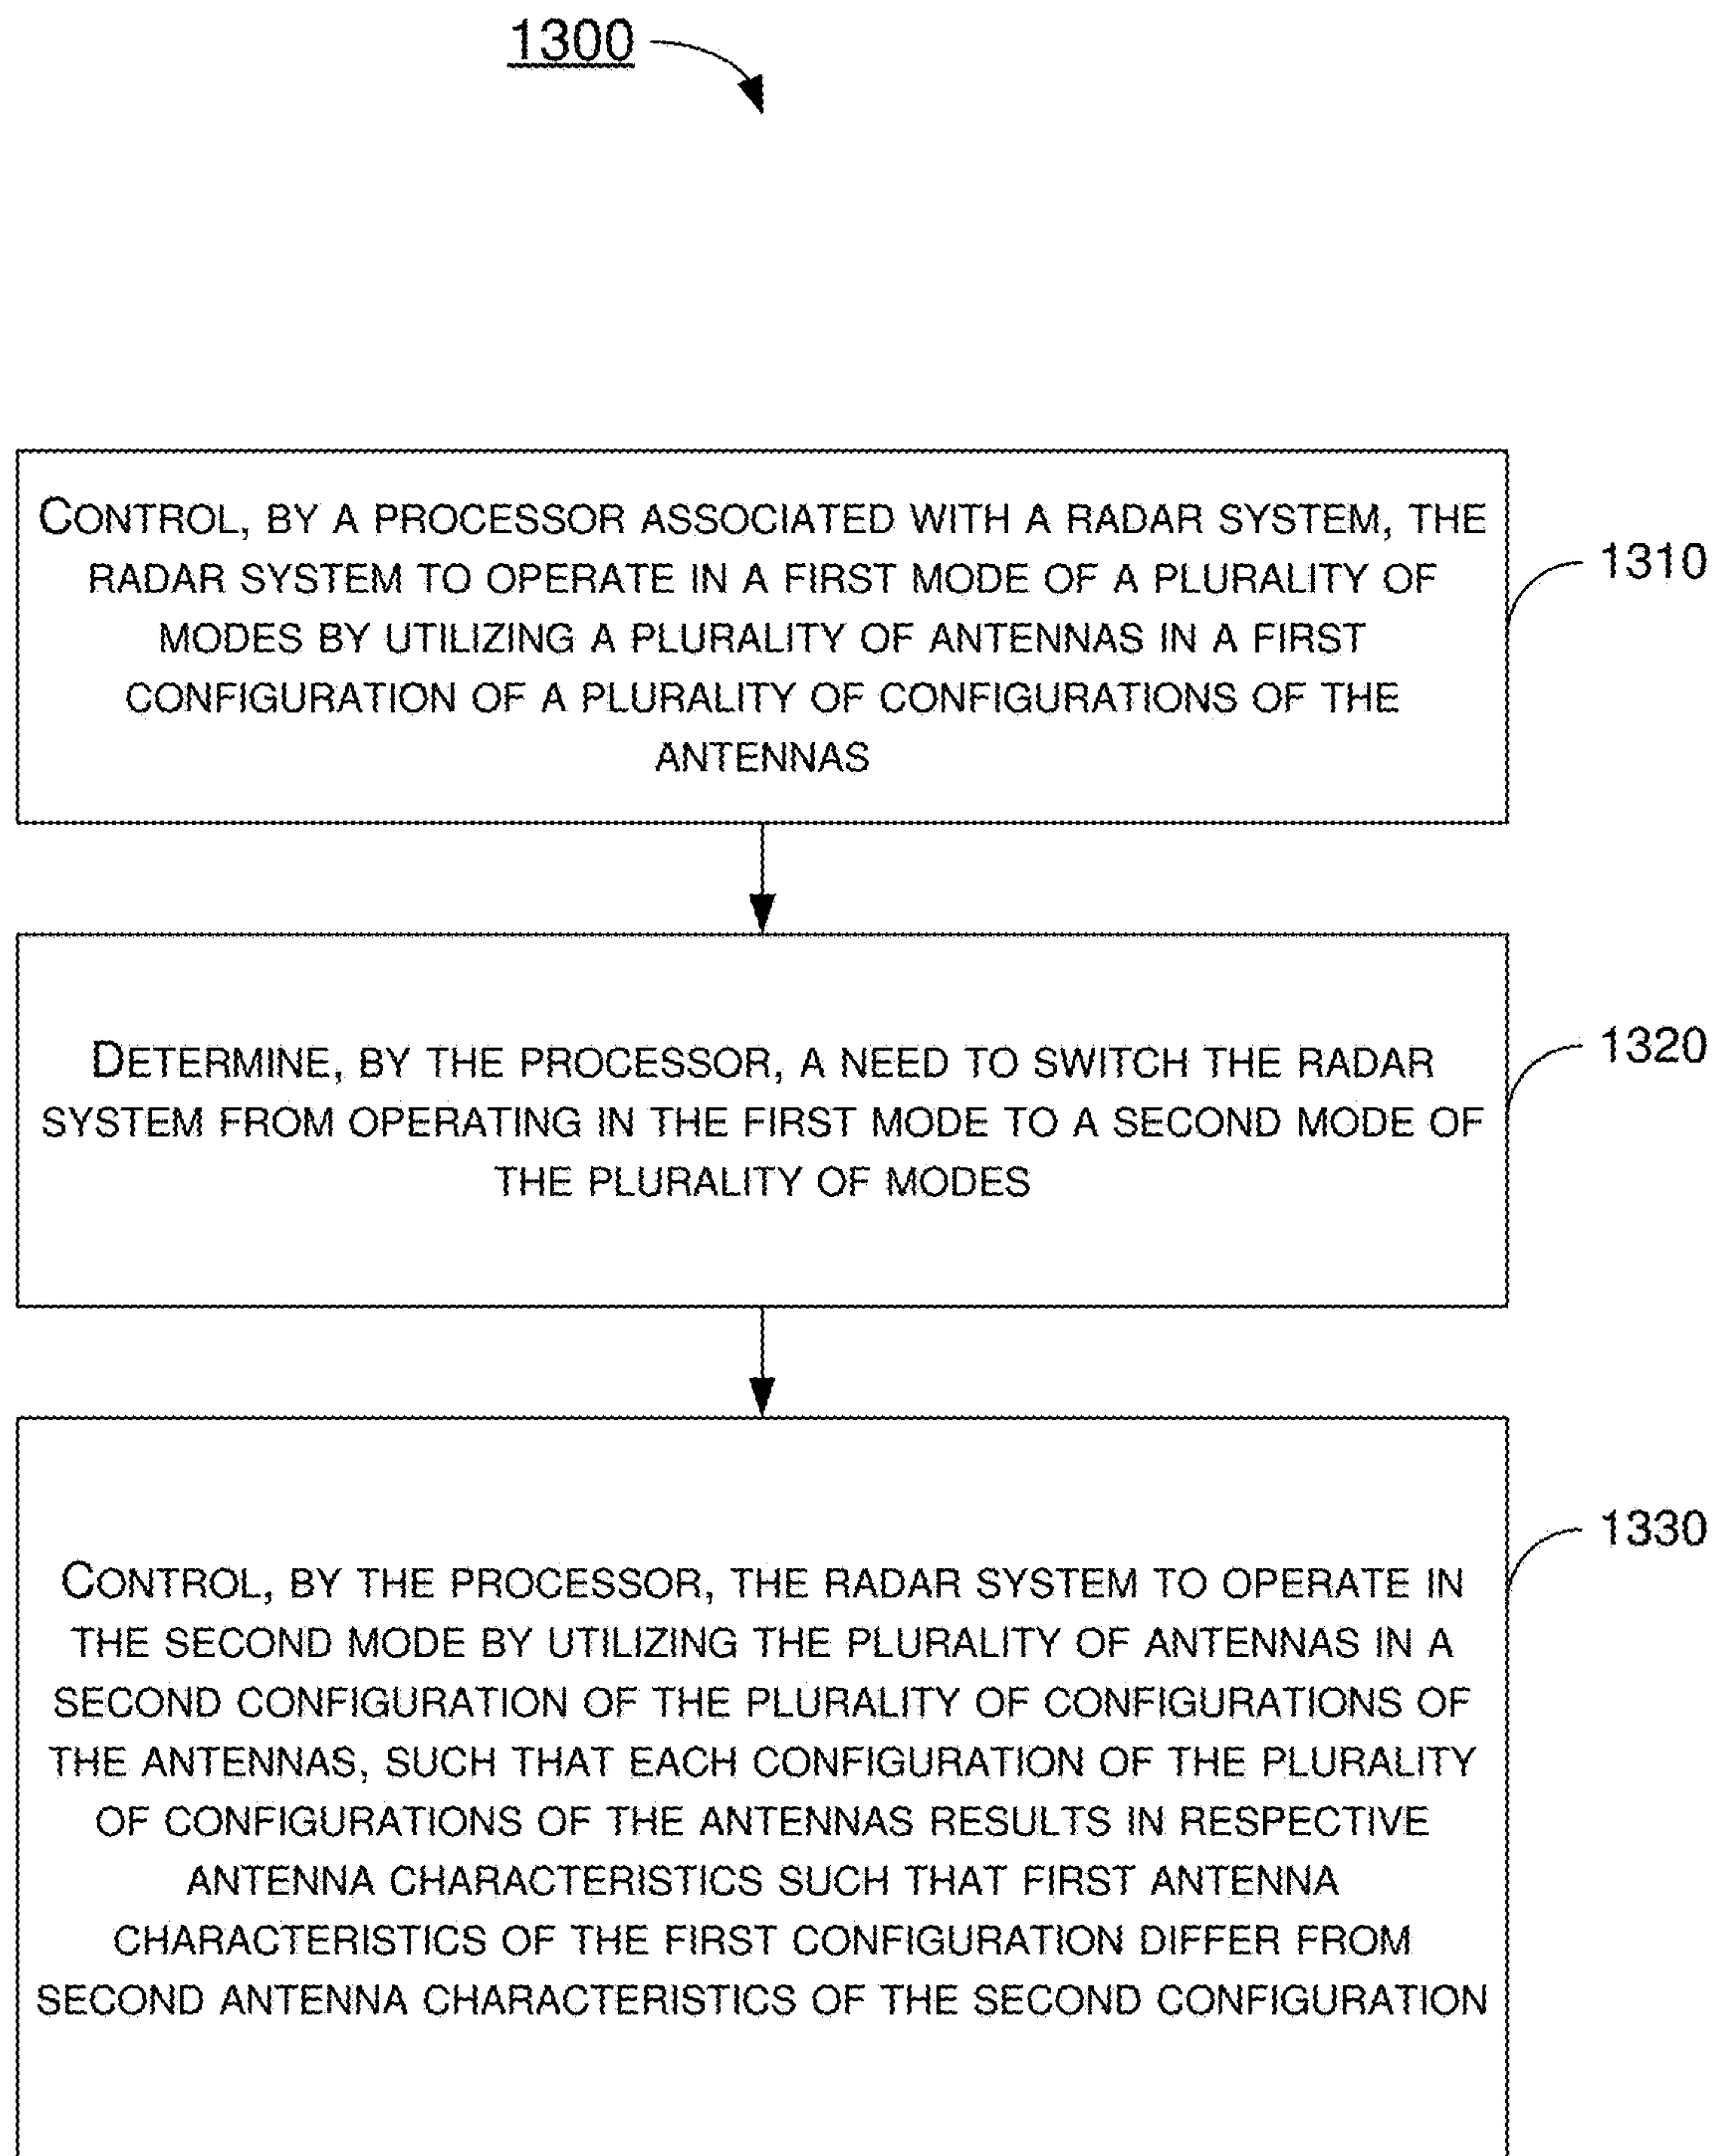 1300
CONTROL, BY A PROCESSOR ASSOCIATED WITH A RADAR SYSTEM, THE
RADAR SYSTEM TO OPERATE IN A FIRST MODE OF A PLURALITY OF
MODES BY UTILIZING A PLURALITY OF ANTENNAS IN A FIRST
CONFIGURATION OF A PLURALITY OF CONFIGURATIONS OF THE
ANTENNAS
1310
DETERMINE, BY THE PROCESSOR, A NEED TO SWITCH THE RADAR
SYSTEM FROM OPERATING IN THE FIRST MODE TO A SECOND MODE OF
THE PLURALITY OF MODES
1320
CONTROL, BY THE PROCESSOR, THE RADAR SYSTEM TO OPERATE IN
THE SECOND MODE BY UTILIZING THE PLURALITY OF ANTENNAS IN A
SECOND CONFIGURATION OF THE PLURALITY OF CONFIGURATIONS OF
THE ANTENNAS, SUCH THAT EACH CONFIGURATION OF THE PLURALITY
OF CONFIGURATIONS OF THE ANTENNAS RESULTS IN RESPECTIVE
ANTENNA CHARACTERISTICS SUCH THAT FIRST ANTENNA
CHARACTERISTICS OF THE FIRST CONFIGURATION DIFFER FROM
SECOND ANTENNA CHARACTERISTICS OF THE SECOND CONFIGURATION
1330